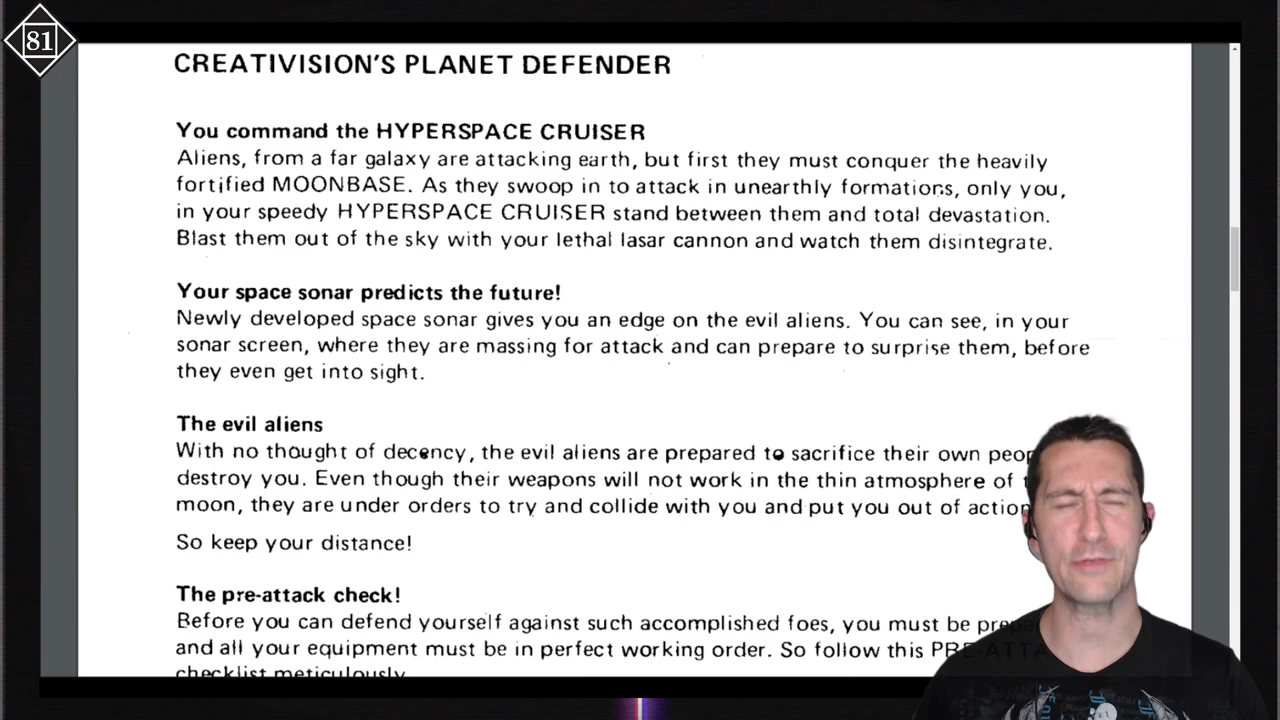 81
CREATIVISION'S PLANET DEFENDER
You command the HYPERSPACE CRUISER
Aliens, from a far galaxy are attacking earth, but first they must conquer the heavily
fortified MOONBASE. As they swoop in to attack in unearthly formations, only you,
in your speedy HYPERSPACE CRUISER stand between them and total devastation.
Blast them out of the sky with your lethal lasar cannon and watch them disintegrate.
Your space sonar predicts the future!
Newly developed space sonar gives you an edge on the evil aliens. You can see, in your
sonar screen, where they are massing for attack and can prepare to surprise them, before
they even get into sight.
The evil aliens
With no thought of decency, the evil aliens are prepared to sacrifice their own
destroy you. Even though their weapons will not work in the thin atmosphere of
moon, they are under orders to try and collide with you and put you out of action
So keep your distance!
The pre-attack check!
Before you can defend yourself against such accomplished foes, you must be
and all your equipment must be in perfect working order. So follow this
checklist meticulously